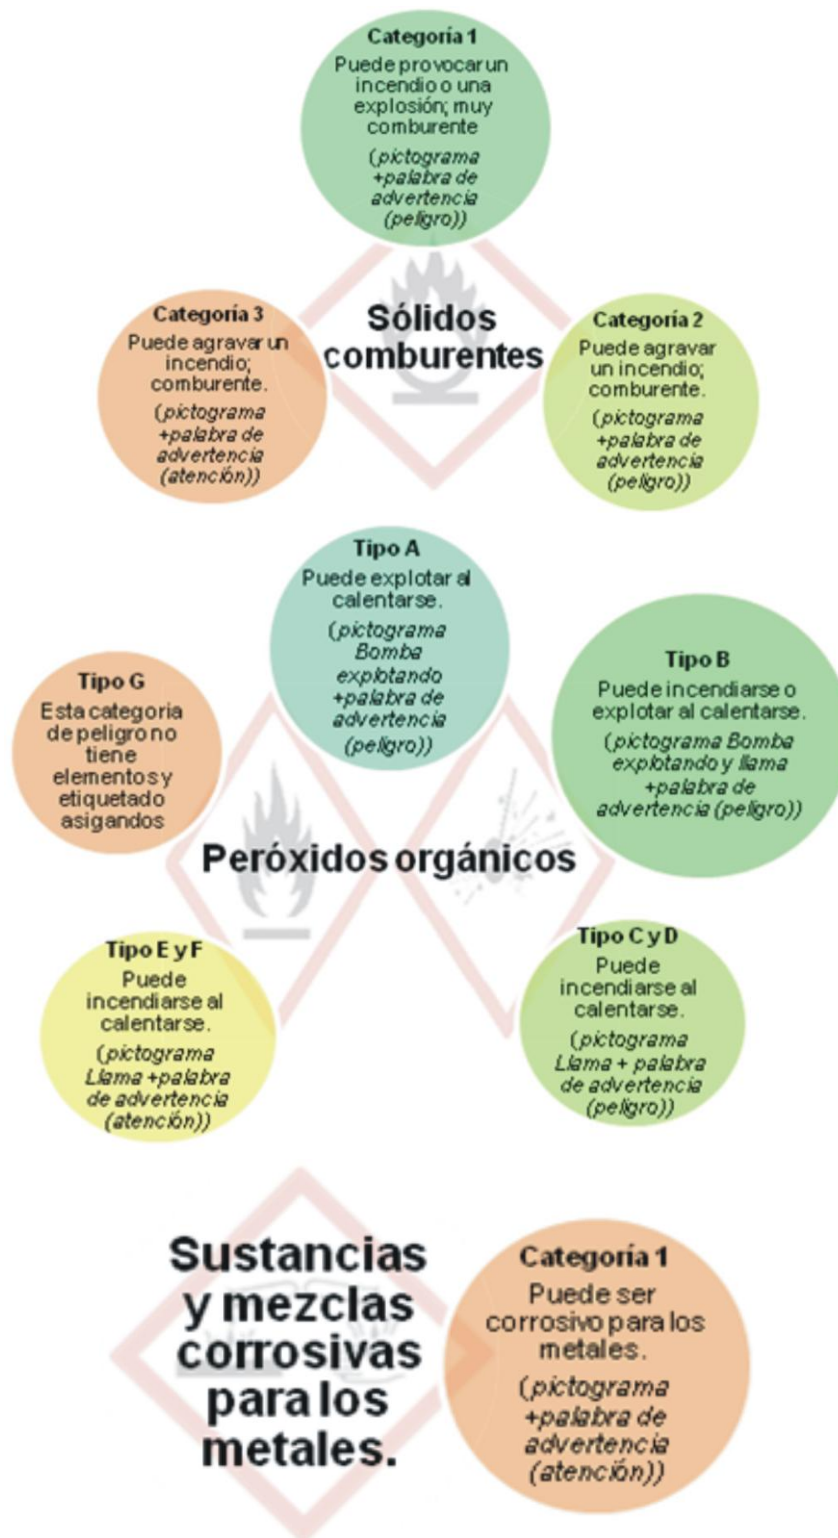 Categoría 1
Puede provocar un
incendio o una
explosión; muy
comburente
(pictograma
+palabra de
advertencia
(peligro))
Sólidos
comburentes
Categoría 3
Puede agravar un
incendio;
comburente.
(pictograma
+palabra de
advertencia
(atención))
Categoría 2
Puede agravar
un incendio;
comburente.
(pictograma
+palabra de
advertencia
(peligro))
Tipo A
Puede explotar al
calentarse.
(pictograma
Bomba
explotando
+palabra de
advertencia
(peligro))
Tipo G
Esta categoria
de peligro no
tiene
elementos y
etiquetado
asigandos
Tipo B
Puede incendiarse o
explotar al calentarse.
(pictograma Bomba
explotando y llama
+palabra de
advertencia (peligro))
Peróxidos orgánicos
Tipo E y F
Puede
incendiarse al
calentarse.
(pictograma
Llama +palabra
de advertencia
(atención))
Tipo C y D
Puede
incendiarse al
calentarse.
(pictograma
Llama + palabra
de advertencia
(peligro))
Sustancias
y mezclas
corrosivas
para los
metales.
Categoría 1
Puede ser
corrosivo para los
metales.
(pictograma
+palabra de
advertencia
(atención))